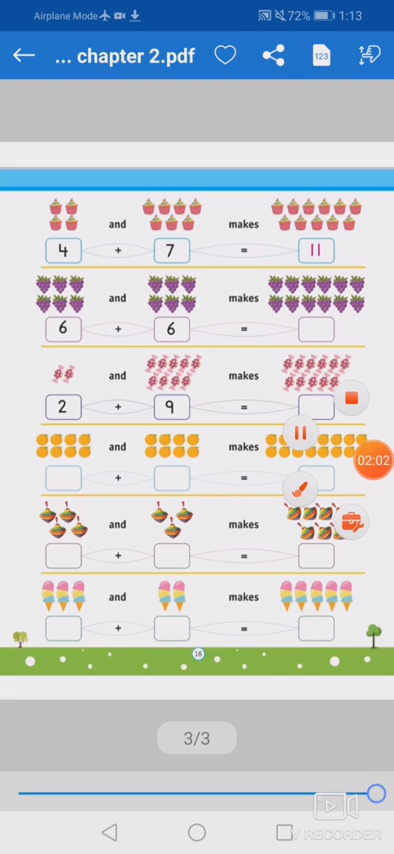 Airplane Mode 72% 1:13
... chapter 2.pdf 123
and makes
4 + 7 = 11
and makes
6 + 6 =
and makes
2 + 9 =
and makes
+ =
02:02
and makes
+ =
and makes
+ =
16
3/3
V RECORDER